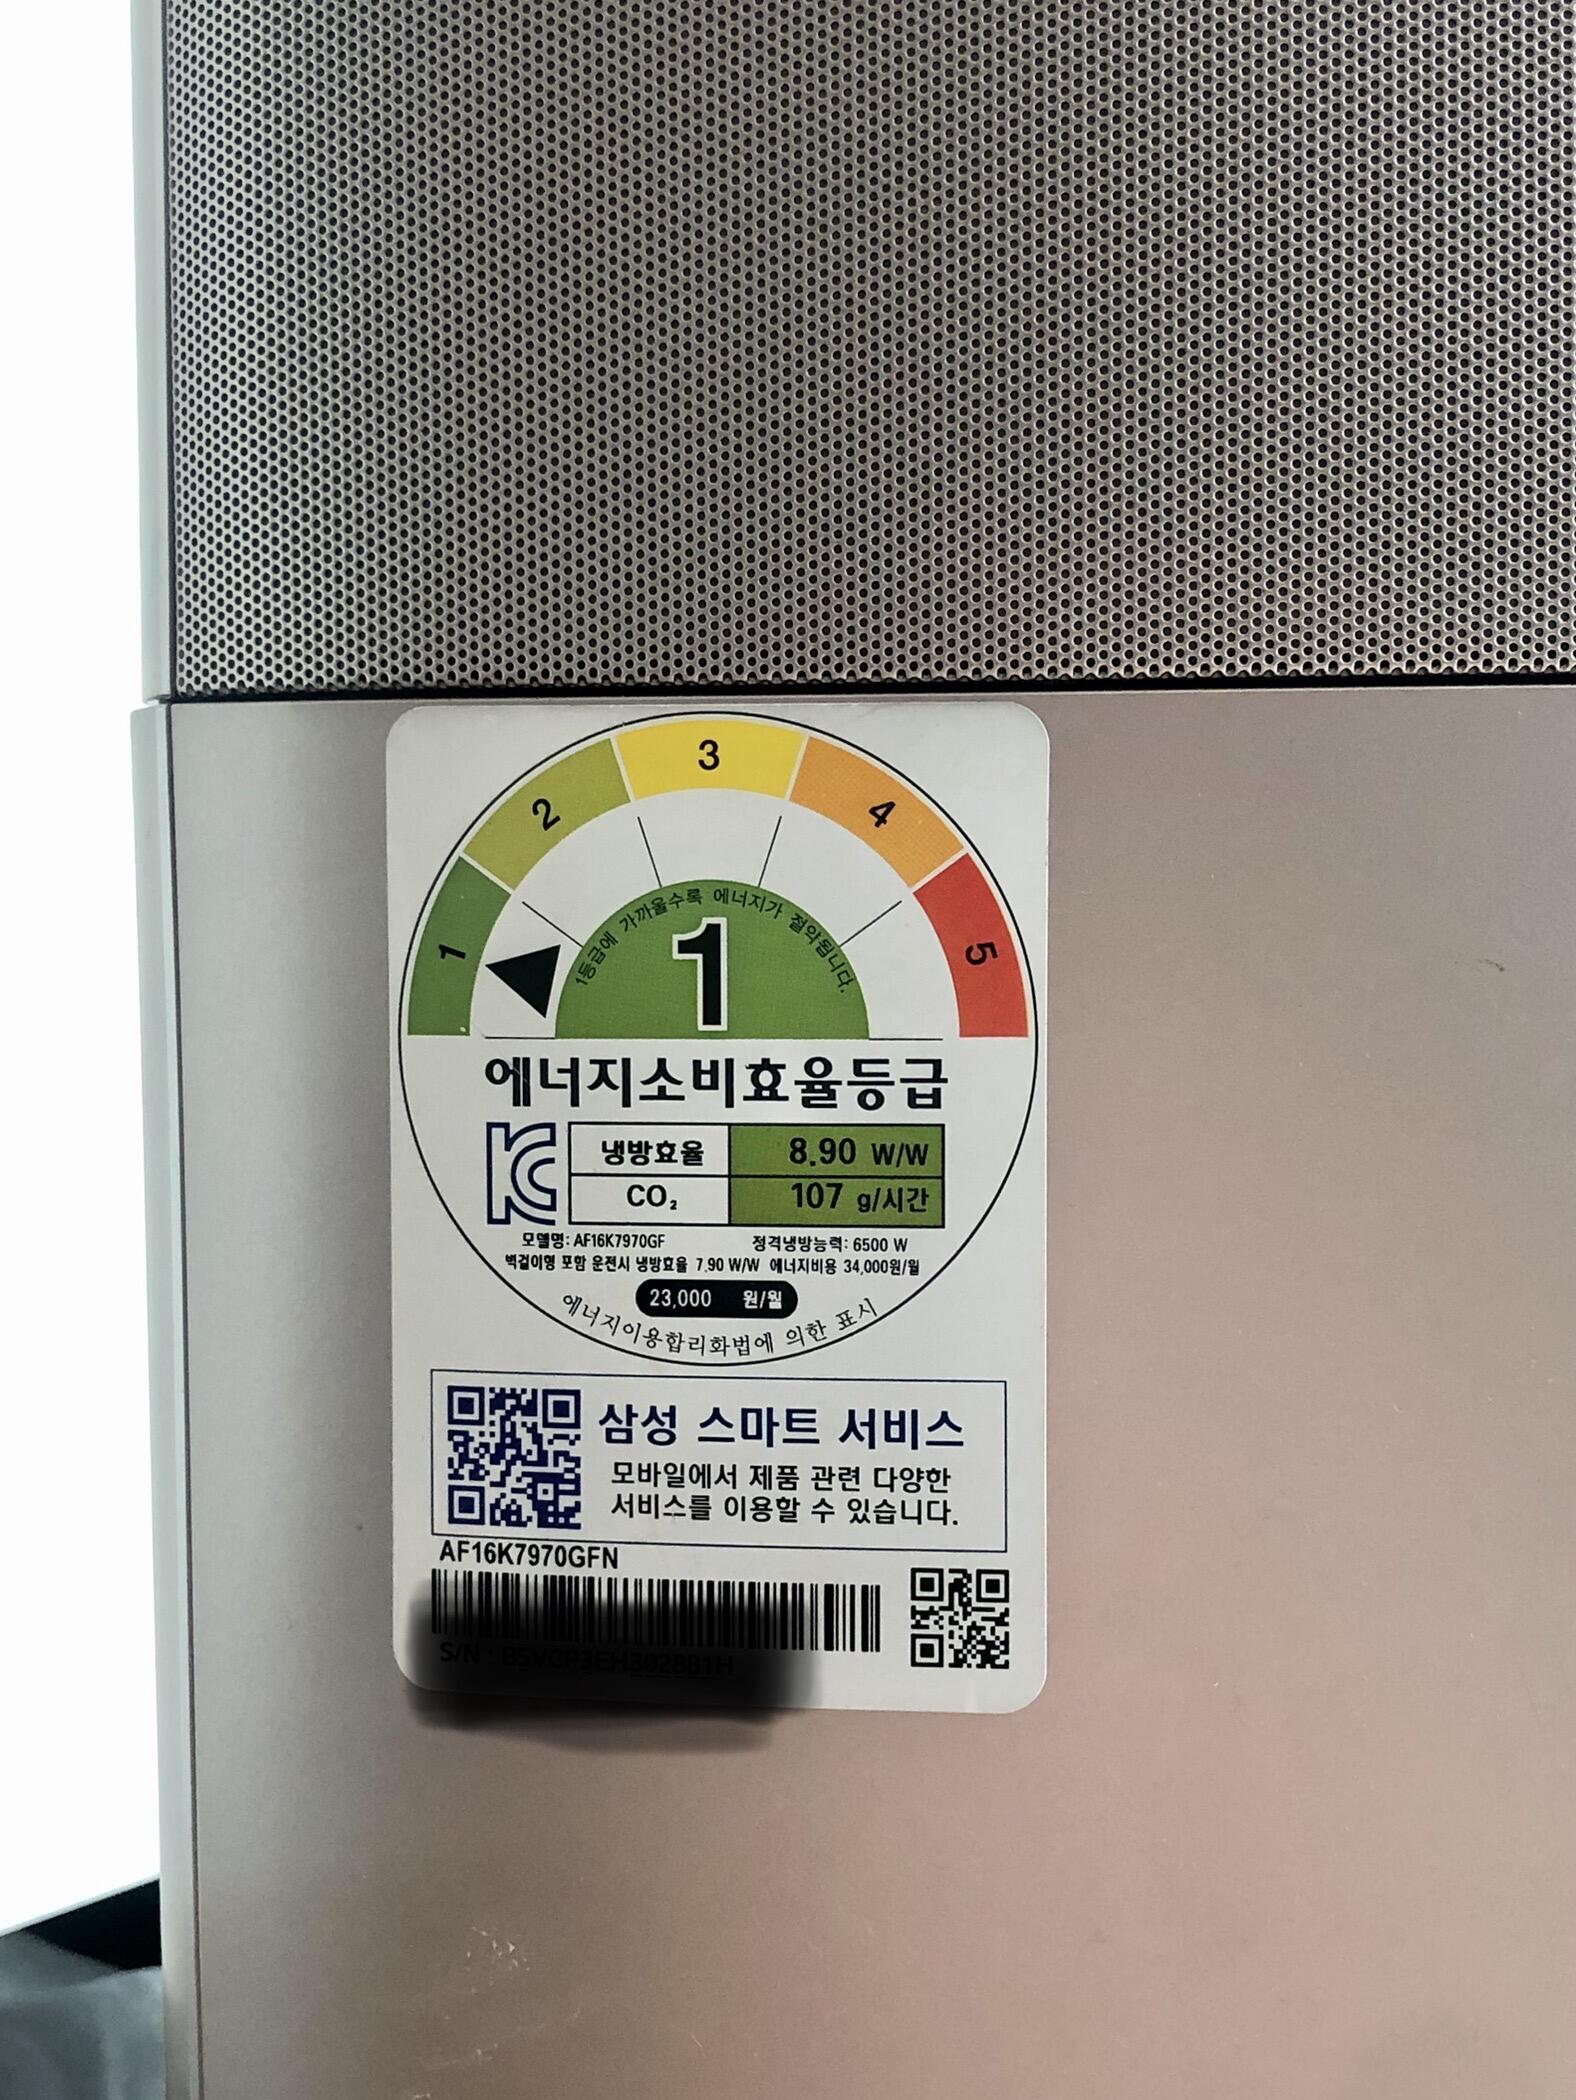 3
2 4
1 5
1등급에 가까울수록 에너지가 절약됩니다.
1
에너지소비효율등급
냉방효율 8.90 W/W
CO₂ 107 g/시간
모델명: AF16K7970GF 정격냉방능력: 6500 W
벽걸이형 포함 운전시 냉방효율 7.90 W/W 에너지비용 34,000원/월
23,000 원/월
에너지이용합리화법에 의한 표시
삼성 스마트 서비스
모바일에서 제품 관련 다양한
서비스를 이용할 수 있습니다.
AF16K7970GFN
S/N :